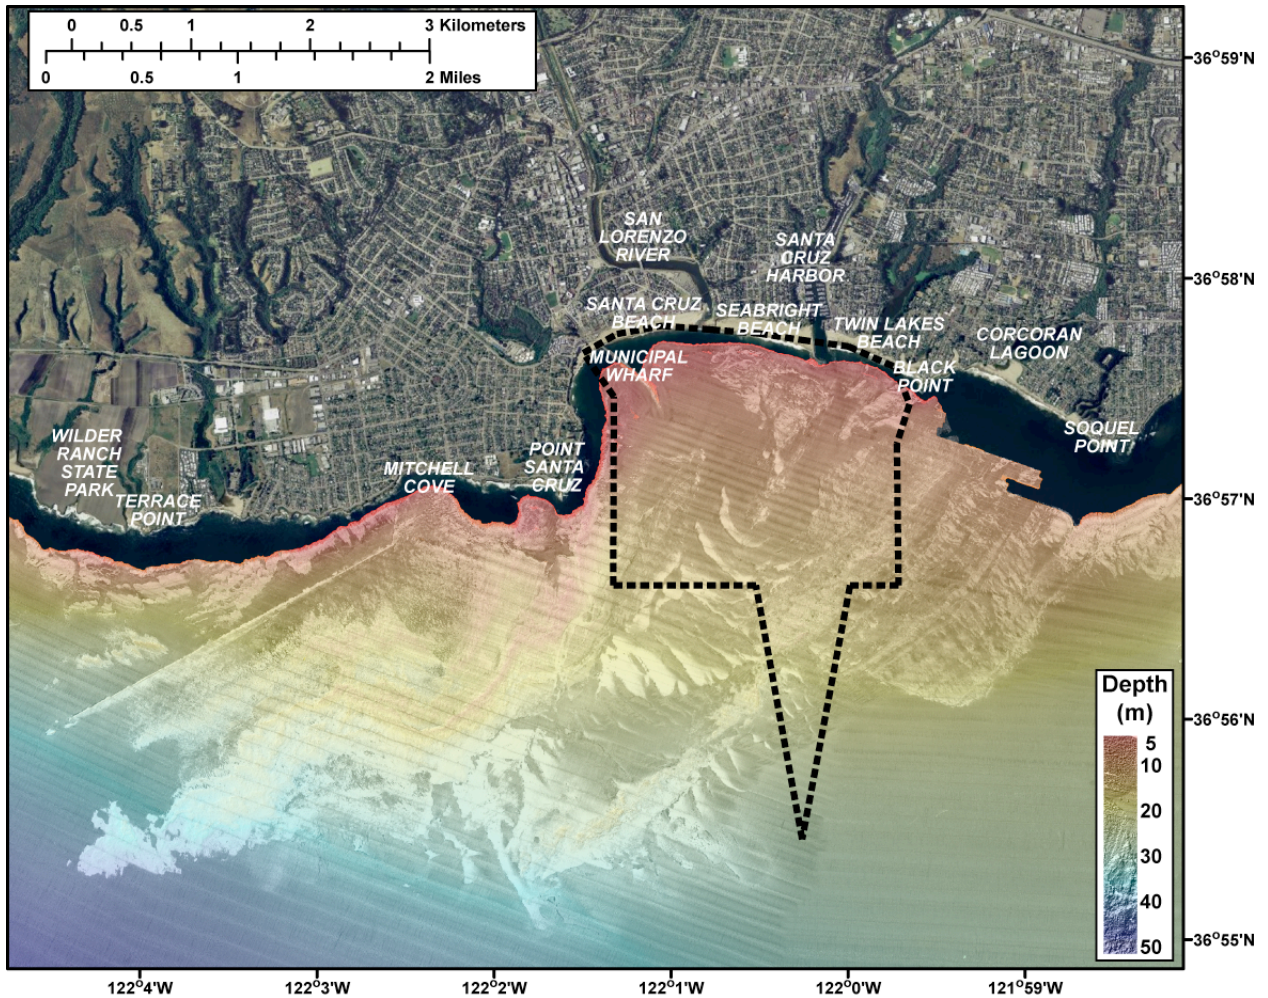 0 0.5 1 2 3 Kilometers
0 0.5 1 2 Miles
36°59'N
SAN
LORENZO
RIVER
SANTA
CRUZ
HARBOR
36°58'N
SANTA CRUZ
BEACH
SEABRIGHT
BEACH
TWIN LAKES
BEACH
CORCORAN
LAGOON
MUNICIPAL
WHARF
BLACK
POINT
SOQUEL
POINT
WILDER
RANCH
STATE
PARK
TERRACE
POINT
MITCHELL
COVE
POINT
SANTA
CRUZ
36°57'N
36°56'N
36°55'N
Depth
(m)
5
10
20
30
40
50
122°4'W 122°3'W 122°2'W 122°1'W 122°0'W 121°59'W